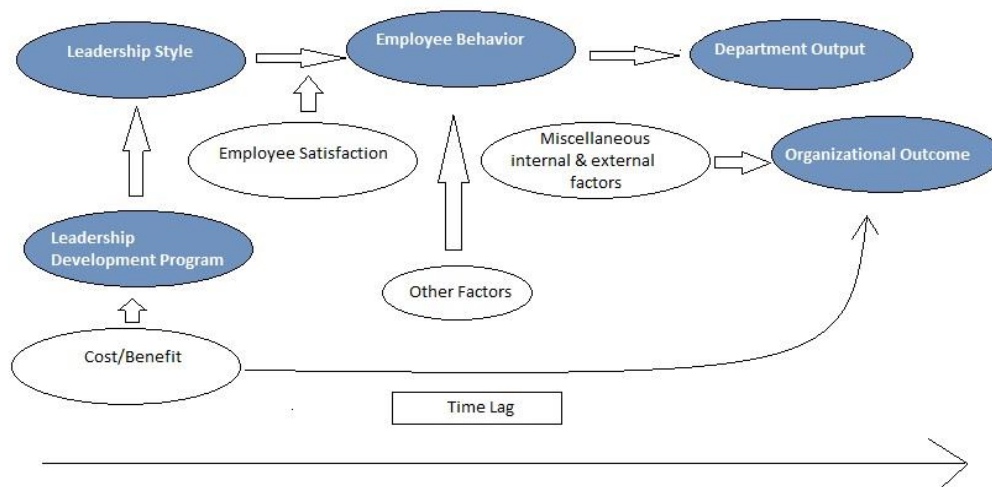 Leadership Style
Employee Behavior
Department Output
Employee Satisfaction
Miscellaneous
internal & external
factors
Organizational Outcome
Leadership
Development Program
Other Factors
Cost/Benefit
Time Lag